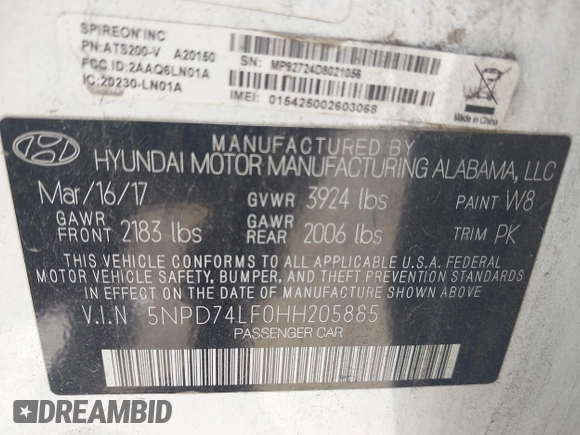 SPIREON INC
PN:ATS200-V A20150
FCC ID:2AAQ6LN01A
IC:20230-LN01A
SN: MP92724D8021056
IMEI: 015425002603068
Made in China
MANUFACTURED BY
HYUNDAI MOTOR MANUFACTURING ALABAMA, LLC
Mar/16/17 GVWR 3924 lbs PAINT W8
GAWR FRONT 2183 lbs GAWR REAR 2006 lbs TRIM PK
THIS VEHICLE CONFORMS TO ALL APPLICABLE U.S.A. FEDERAL
MOTOR VEHICLE SAFETY, BUMPER, AND THEFT PREVENTION STANDARDS
IN EFFECT ON THE DATE OF MANUFACTURE SHOWN ABOVE.
V.I.N 5NPD74LF0HH205885
PASSENGER CAR
DREAMBID